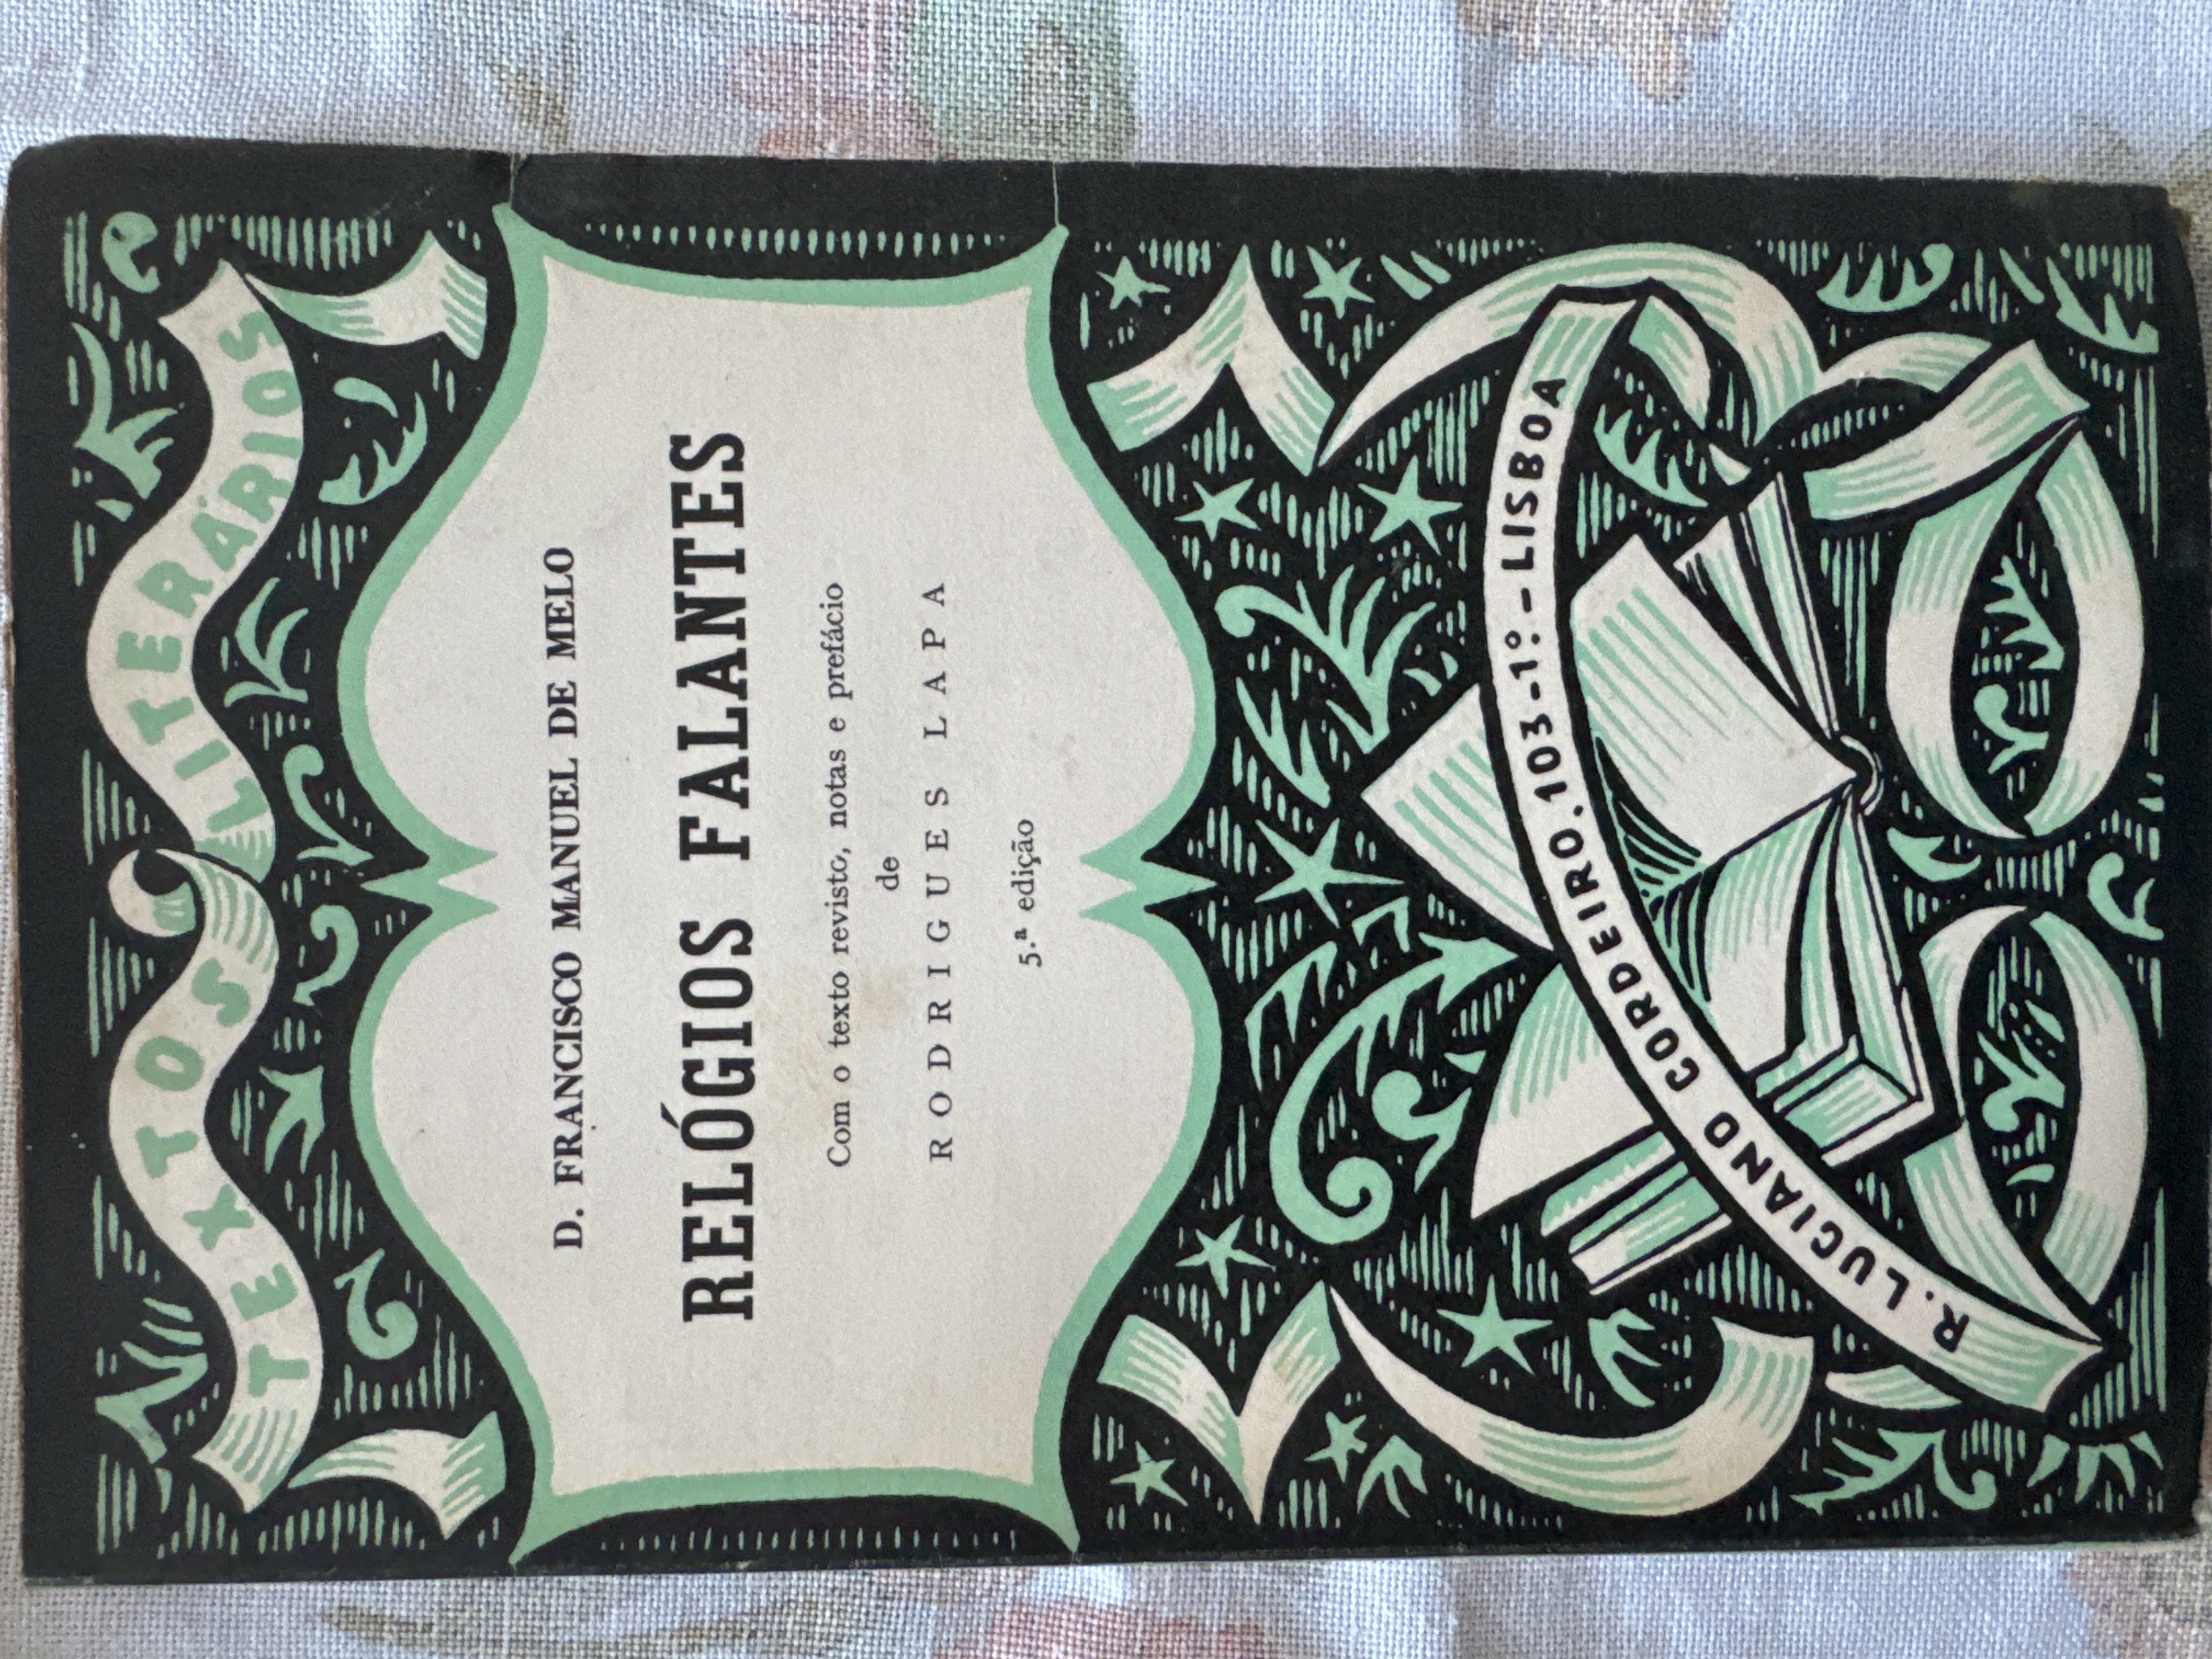 TEXTOS LITERÁRIOS
D. FRANCISCO MANUEL DE MELO
RELÓGIOS FALANTES
Com o texto revisto, notas e prefácio
de
RODRIGUES LAPA
5.ª edição
R. LUCIANO CORDEIRO. 103-1º-LISBOA